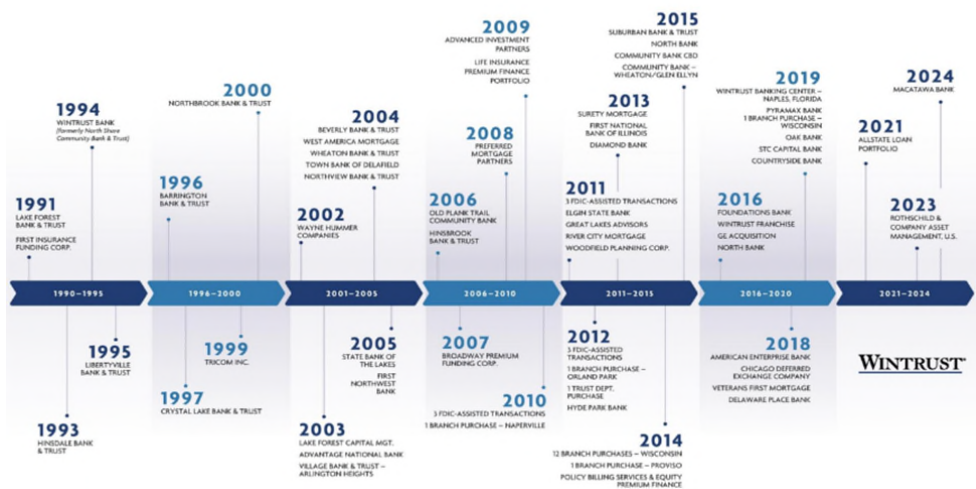 1991
LAKE FOREST
BANK & TRUST
FIRST INSURANCE
FUNDING CORP.
1994
WINTRUST BANK
(formerly North Shore
Community Bank & Trust)
1996
BARRINGTON
BANK & TRUST
2000
NORTHBROOK BANK & TRUST
2002
WAYNE HUMMER
COMPANIES
2004
BEVERLY BANK & TRUST
WEST AMERICA MORTGAGE
WHEATON BANK & TRUST
TOWN BANK OF DELAFIELD
NORTHVIEW BANK & TRUST
2006
OLD PLANK TRAIL
COMMUNITY BANK
HINSBROOK
BANK & TRUST
2008
PREFERRED
MORTGAGE
PARTNERS
2009
ADVANCED INVESTMENT
PARTNERS
LIFE INSURANCE
PREMIUM FINANCE
PORTFOLIO
2011
3 FDIC-ASSISTED TRANSACTIONS
ELGIN STATE BANK
GREAT LAKES ADVISORS
RIVER CITY MORTGAGE
WOODFIELD PLANNING CORP.
2013
SURETY MORTGAGE
FIRST NATIONAL
BANK OF ILLINOIS
DIAMOND BANK
2015
SUBURBAN BANK & TRUST
NORTH BANK
COMMUNITY BANK CBD
COMMUNITY BANK –
WHEATON/GLEN ELLYN
2016
FOUNDATIONS BANK
WINTRUST FRANCHISE
GE ACQUISITION
NORTH BANK
2019
WINTRUST BANKING CENTER –
NAPLES, FLORIDA
PYRAMAX BANK
1 BRANCH PURCHASE –
WISCONSIN
OAK BANK
STC CAPITAL BANK
COUNTRYSIDE BANK
2021
ALLSTATE LOAN
PORTFOLIO
2023
ROTHSCHILD &
COMPANY ASSET
MANAGEMENT, U.S.
2024
MACATAWA BANK
1990–1995
1996–2000
2001–2005
2006–2010
2011–2015
2016–2020
2021–2024
1993
HINSDALE BANK
& TRUST
1995
LIBERTYVILLE
BANK & TRUST
1997
CRYSTAL LAKE BANK & TRUST
1999
TRICOM INC.
2003
LAKE FOREST CAPITAL MGT.
ADVANTAGE NATIONAL BANK
VILLAGE BANK & TRUST –
ARLINGTON HEIGHTS
2005
STATE BANK OF
THE LAKES
FIRST
NORTHWEST
BANK
2007
BROADWAY PREMIUM
FUNDING CORP.
2010
3 FDIC-ASSISTED TRANSACTIONS
1 BRANCH PURCHASE – NAPERVILLE
2012
3 FDIC-ASSISTED
TRANSACTIONS
1 BRANCH PURCHASE –
ORLAND PARK
1 TRUST DEPT.
PURCHASE
HYDE PARK BANK
2014
12 BRANCH PURCHASES – WISCONSIN
1 BRANCH PURCHASE – PROVISO
POLICY BILLING SERVICES & EQUITY
PREMIUM FINANCE
2018
AMERICAN ENTERPRISE BANK
CHICAGO DEFERRED
EXCHANGE COMPANY
VETERANS FIRST MORTGAGE
DELAWARE PLACE BANK
WINTRUST